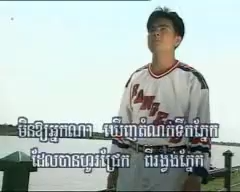 មិនឱ្យអ្នកណា ឃើញតំណក់ទឹកភ្នែក
ដែលបានហូរជ្រែក ពីរង្វង់ភ្នែក